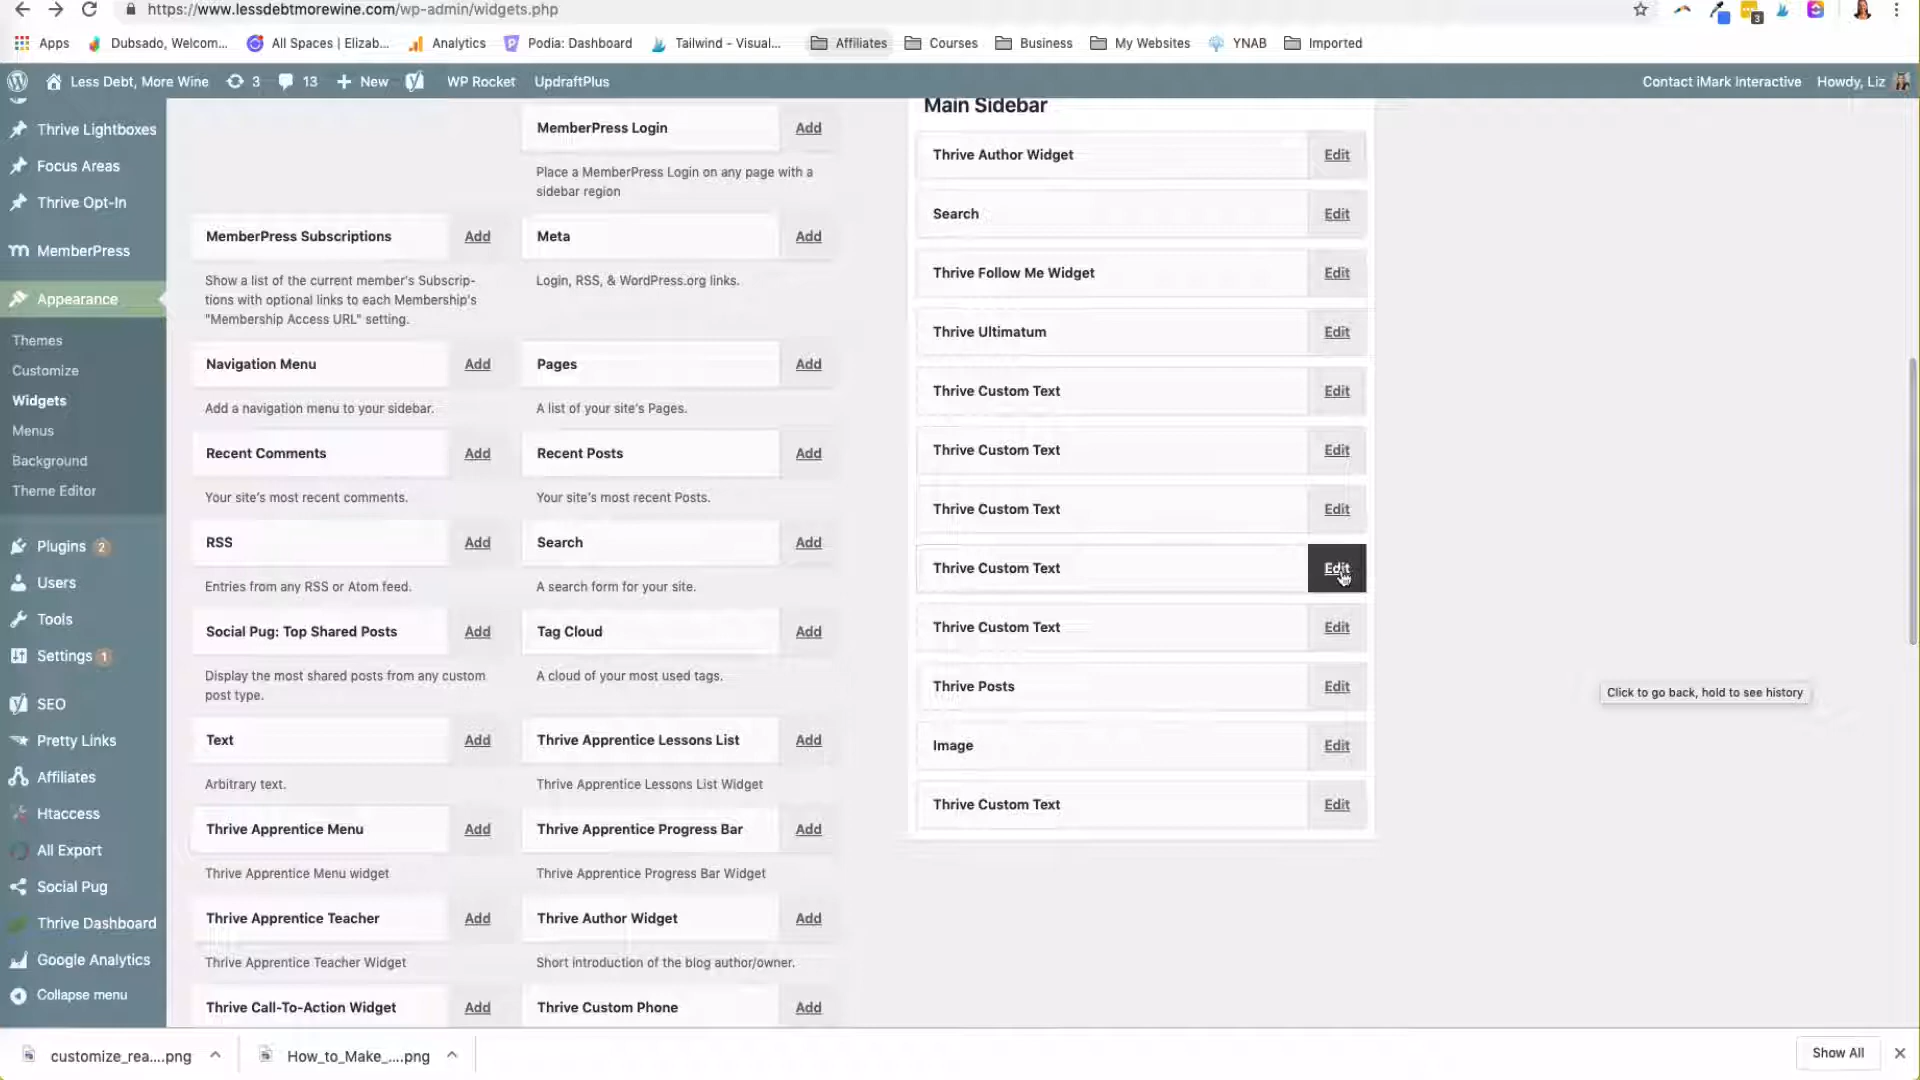 https://www.lessdebtmorewine.com/wp-admin/widgets.php
3
Apps
Dubsado, Welcom...
All Spaces | Elizab...
Analytics
Podia: Dashboard
Tailwind - Visual...
Affiliates
Courses
Business
My Websites
YNAB
Imported
Less Debt, More Wine
3
13
New
WP Rocket
UpdraftPlus
Contact iMark Interactive
Howdy, Liz
Thrive Lightboxes
Focus Areas
Thrive Opt-In
MemberPress
Appearance
Themes
Customize
Widgets
Menus
Background
Theme Editor
Plugins 2
Users
Tools
Settings 1
SEO
Pretty Links
Affiliates
Htaccess
All Export
Social Pug
Thrive Dashboard
Google Analytics
Collapse menu
MemberPress Login Add
Place a MemberPress Login on any page with a
sidebar region
MemberPress Subscriptions Add
Show a list of the current member's Subscrip-
tions with optional links to each Membership's
"Membership Access URL" setting.
Meta Add
Login, RSS, & WordPress.org links.
Navigation Menu Add
Add a navigation menu to your sidebar.
Pages Add
A list of your site's Pages.
Recent Comments Add
Your site's most recent comments.
Recent Posts Add
Your site's most recent Posts.
RSS Add
Entries from any RSS or Atom feed.
Search Add
A search form for your site.
Social Pug: Top Shared Posts Add
Display the most shared posts from any custom
post type.
Tag Cloud Add
A cloud of your most used tags.
Text Add
Arbitrary text.
Thrive Apprentice Lessons List Add
Thrive Apprentice Lessons List Widget
Thrive Apprentice Menu Add
Thrive Apprentice Menu widget
Thrive Apprentice Progress Bar Add
Thrive Apprentice Progress Bar Widget
Thrive Apprentice Teacher Add
Thrive Apprentice Teacher Widget
Thrive Author Widget Add
Short introduction of the blog author/owner.
Thrive Call-To-Action Widget Add
Thrive Custom Phone Add
Main Sidebar
Thrive Author Widget Edit
Search Edit
Thrive Follow Me Widget Edit
Thrive Ultimatum Edit
Thrive Custom Text Edit
Thrive Custom Text Edit
Thrive Custom Text Edit
Thrive Custom Text Edit
Thrive Custom Text Edit
Thrive Posts Edit
Image Edit
Thrive Custom Text Edit
Click to go back, hold to see history
customize_rea....png
How_to_Make_....png
Show All